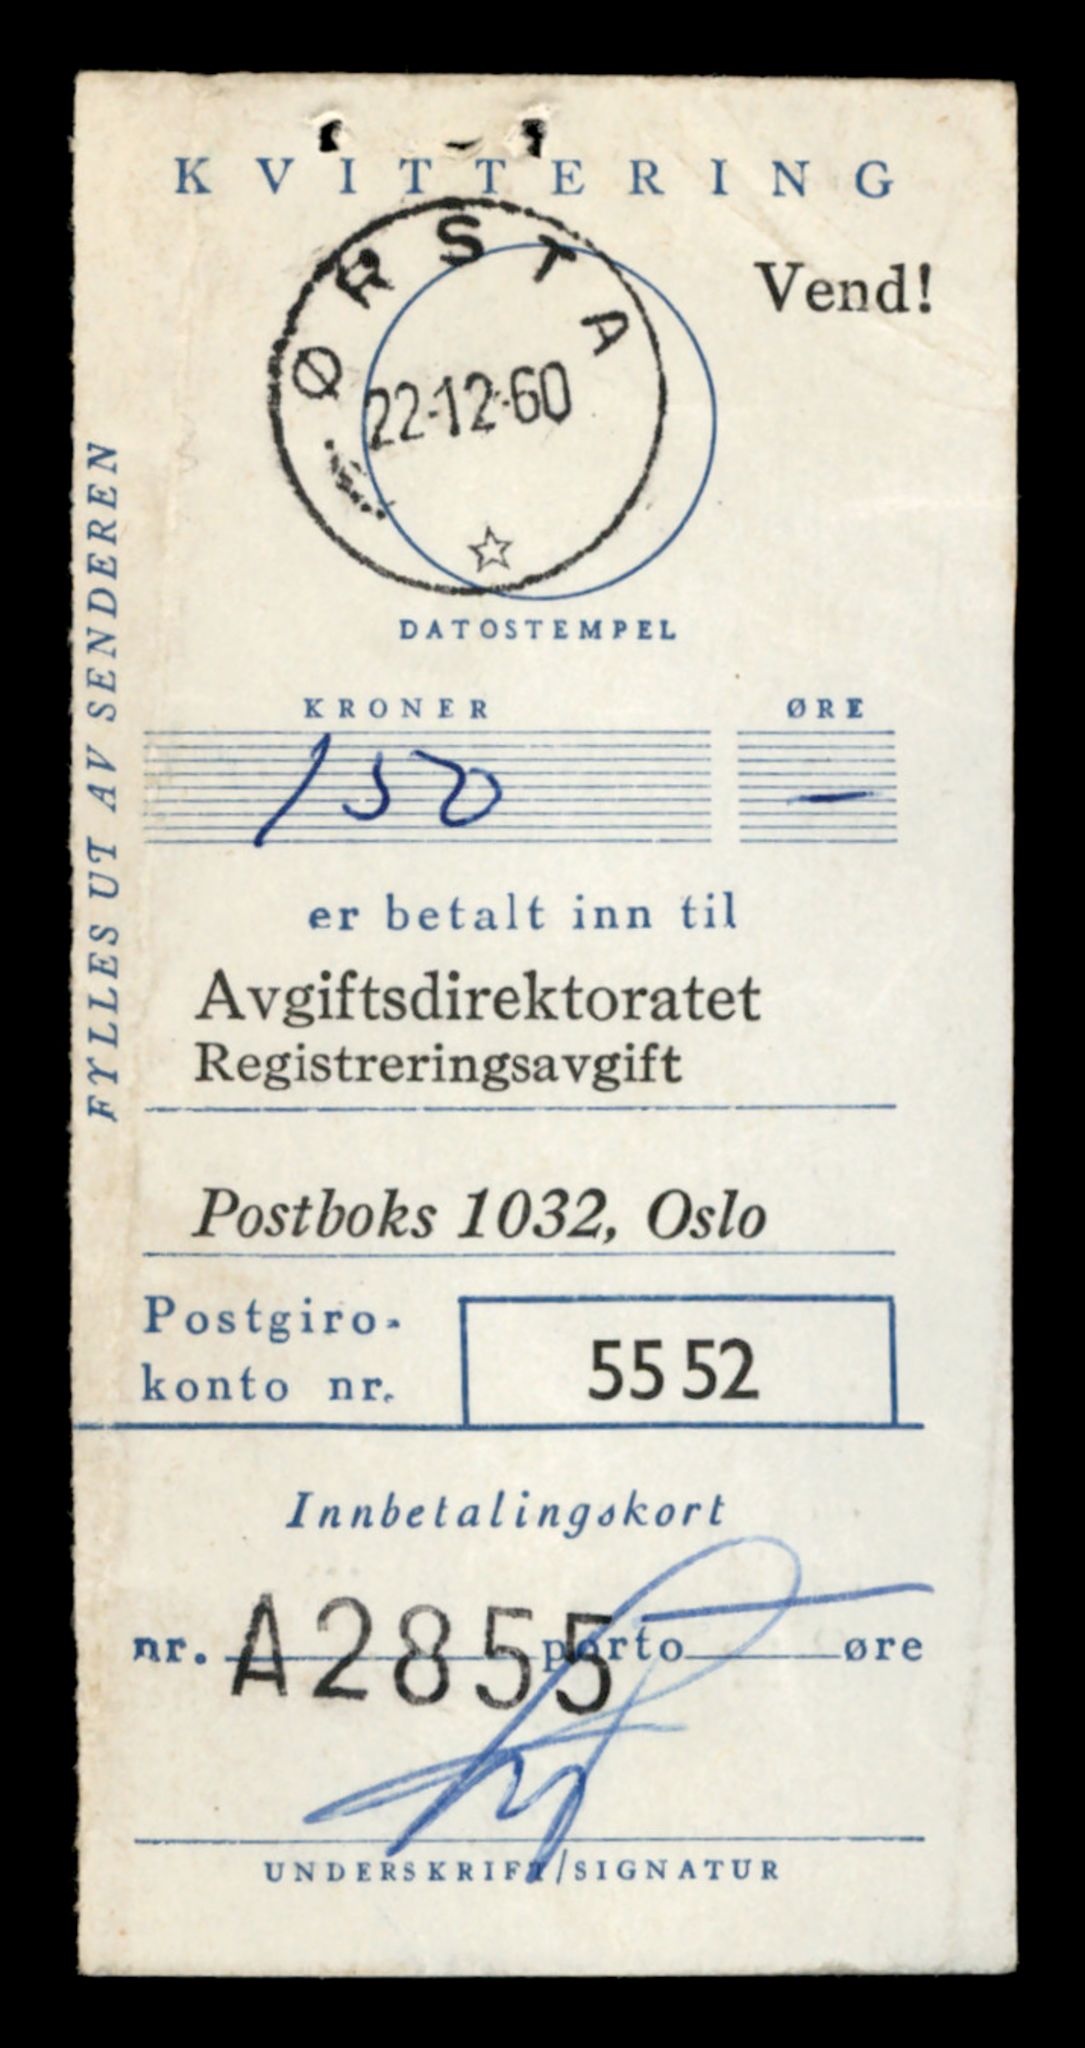 KVITTERING
Vend!
ØRSTA
22-12-60
DATOSTEMPEL
FYLLES UT AV SENDEREN
KRONER ØRE
150 —
er betalt inn til
Avgiftsdirektoratet
Registreringsavgift
Postboks 1032, Oslo
Postgiro-
konto nr.
55 52
Innbetalingskort
nr. A2855 porto øre
UNDERSKRIFT/SIGNATUR